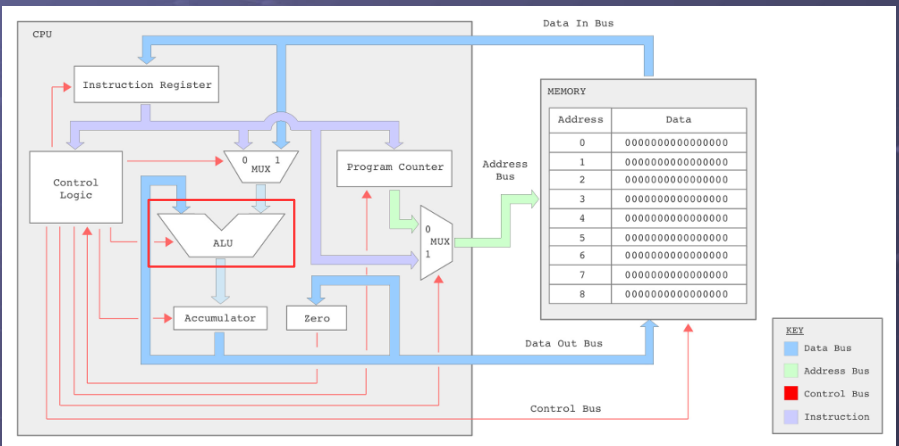 Data In Bus
CPU
Instruction Register
MEMORY
Address Data
0 0000000000000000
1 0000000000000000
2 0000000000000000
3 0000000000000000
4 0000000000000000
5 0000000000000000
6 0000000000000000
7 0000000000000000
8 0000000000000000
Control
Logic
0 1
MUX
Program Counter
Address
Bus
0
MUX
1
ALU
Accumulator
Zero
Data Out Bus
Control Bus
KEY
Data Bus
Address Bus
Control Bus
Instruction